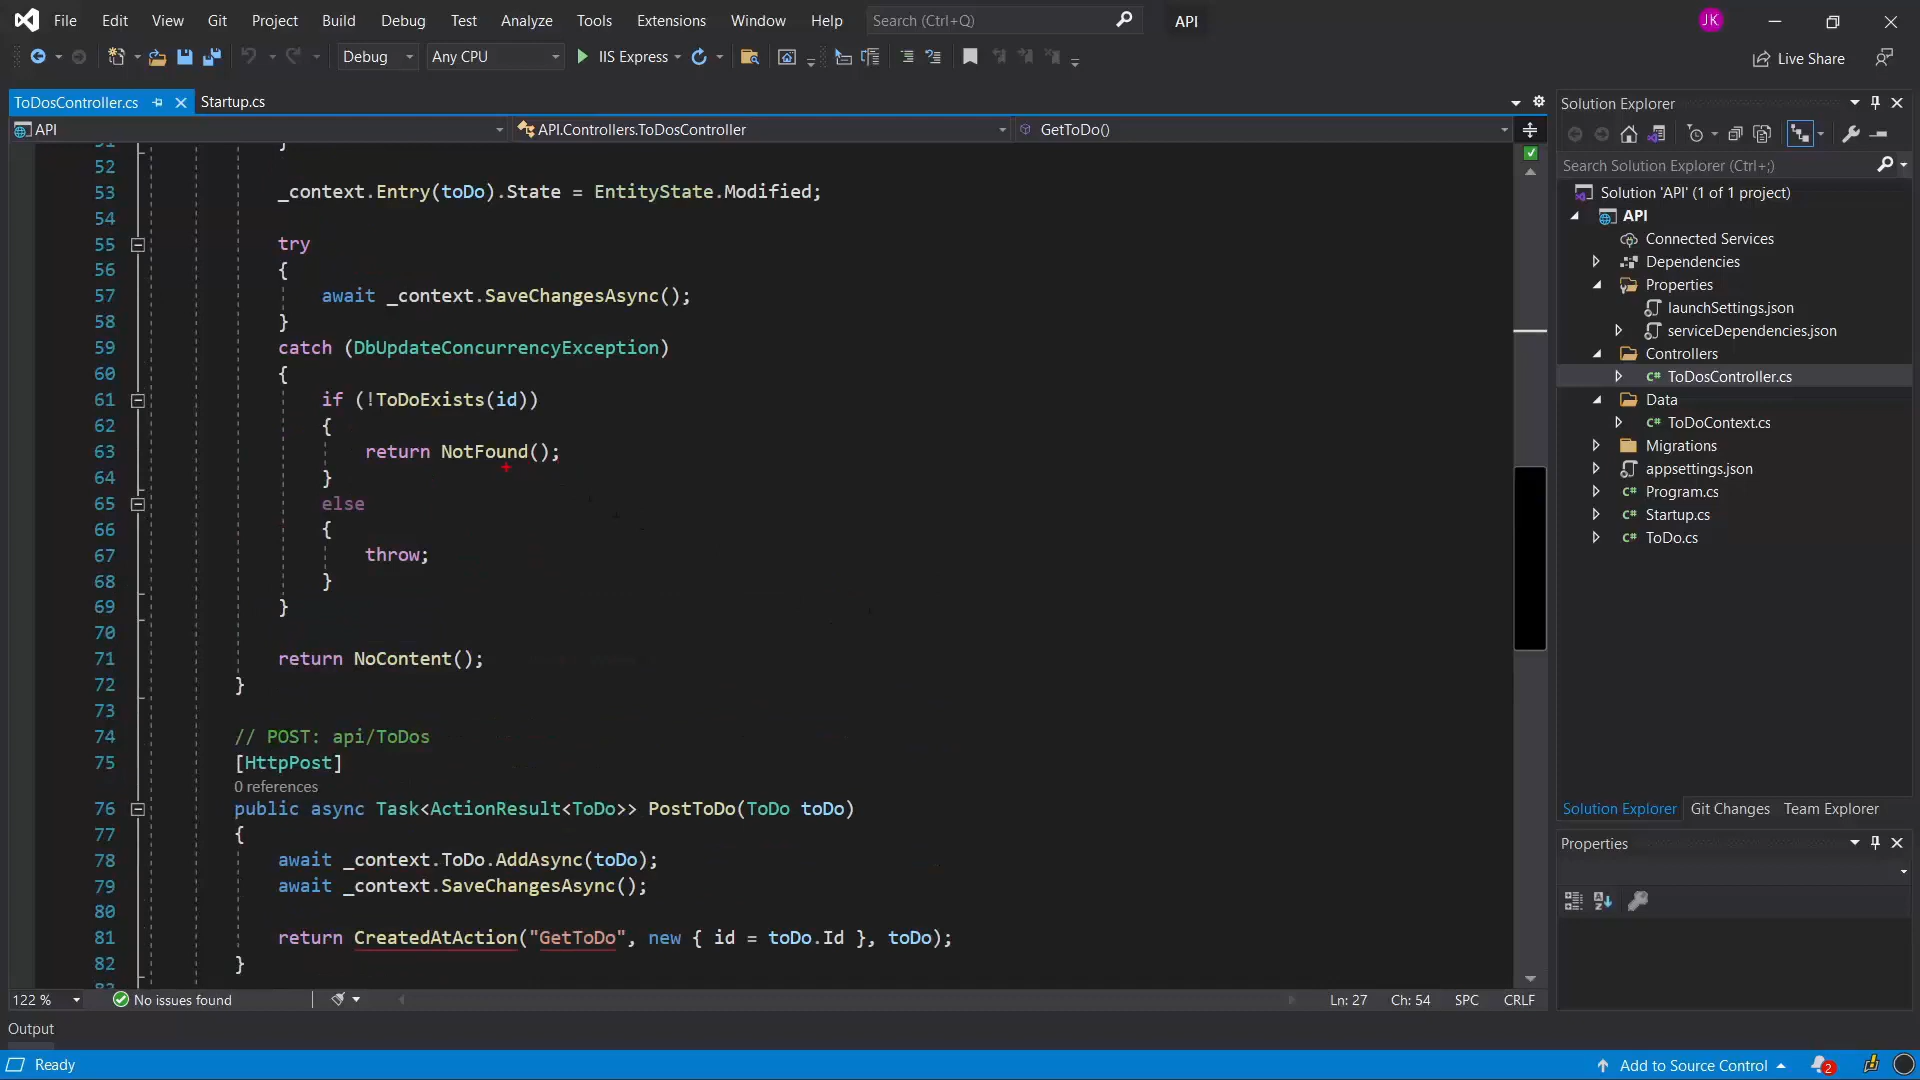 File Edit View Git Project Build Debug Test Analyze Tools Extensions Window Help Search (Ctrl+Q) API JK
Debug Any CPU IIS Express Live Share
ToDosController.cs Startup.cs
API API.Controllers.ToDosController GetToDo()
52
53 _context.Entry(toDo).State = EntityState.Modified;
54
55 try
56 {
57 await _context.SaveChangesAsync();
58 }
59 catch (DbUpdateConcurrencyException)
60 {
61 if (!ToDoExists(id))
62 {
63 return NotFound();
64 }
65 else
66 {
67 throw;
68 }
69 }
70
71 return NoContent();
72 }
73
74 // POST: api/ToDos
75 [HttpPost]
0 references
76 public async Task<ActionResult<ToDo>> PostToDo(ToDo toDo)
77 {
78 await _context.ToDo.AddAsync(toDo);
79 await _context.SaveChangesAsync();
80
81 return CreatedAtAction("GetToDo", new { id = toDo.Id }, toDo);
82 }
122 % No issues found Ln: 27 Ch: 54 SPC CRLF
Output
Ready Add to Source Control 2
Solution Explorer
Search Solution Explorer (Ctrl+;)
Solution 'API' (1 of 1 project)
API
Connected Services
Dependencies
Properties
launchSettings.json
serviceDependencies.json
Controllers
C# ToDosController.cs
Data
C# ToDoContext.cs
Migrations
appsettings.json
C# Program.cs
C# Startup.cs
C# ToDo.cs
Solution Explorer Git Changes Team Explorer
Properties